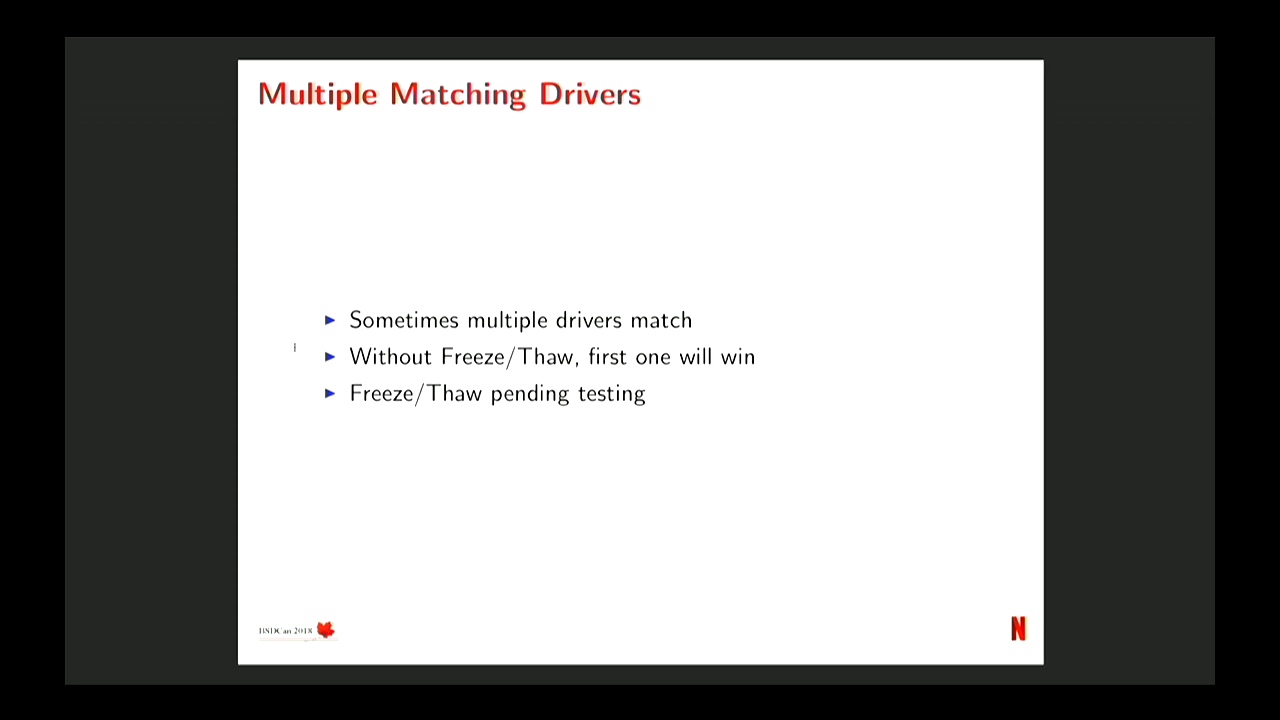 Multiple Matching Drivers
Sometimes multiple drivers match
Without Freeze/Thaw, first one will win
Freeze/Thaw pending testing
BSDCan 2018
N